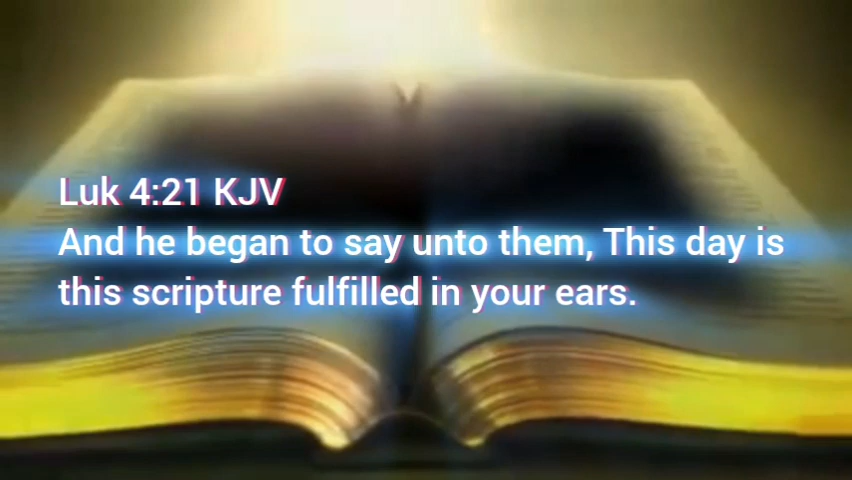 Luk 4:21 KJV
And he began to say unto them, This day is
this scripture fulfilled in your ears.